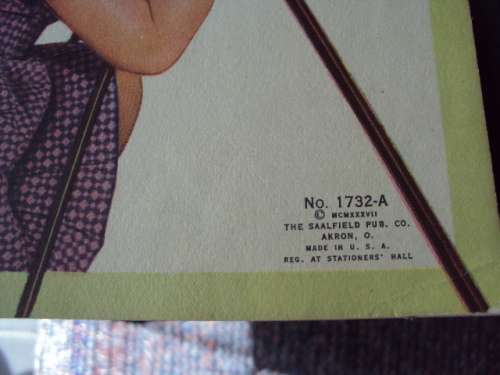 No. 1732-A
© MCMXXXVII
THE SAALFIELD PUB. CO.
AKRON, O.
MADE IN U. S. A.
REG. AT STATIONERS' HALL